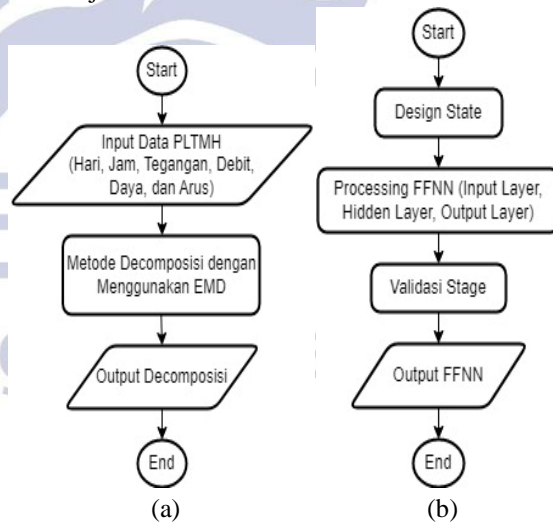 Start
Input Data PLTMH
(Hari, Jam, Tegangan, Debit,
Daya, dan Arus)
Metode Decomposisi dengan
Menggunakan EMD
Output Decomposisi
End
(a)
Start
Design State
Processing FFNN (Input Layer,
Hidden Layer, Output Layer)
Validasi Stage
Output FFNN
End
(b)